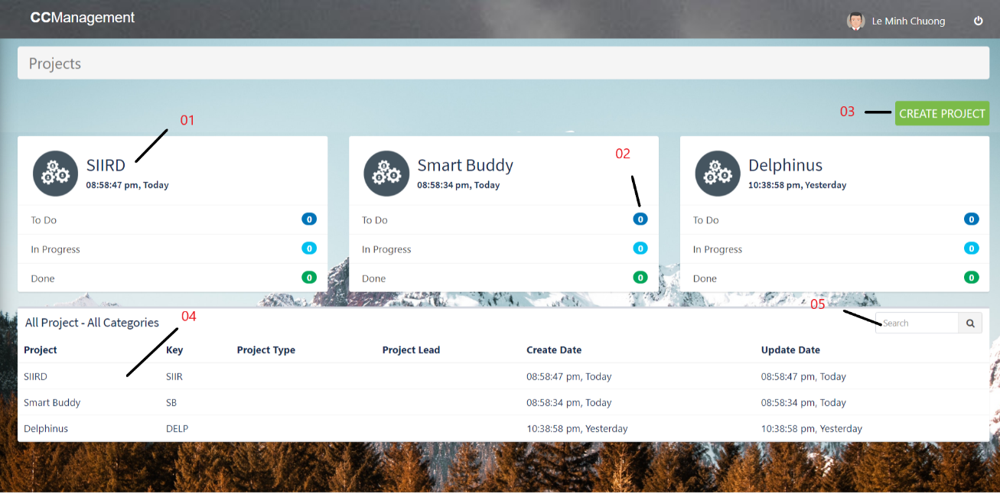 CCManagement
Le Minh Chuong
Projects
03
CREATE PROJECT
01
SIIRD
08:58:47 pm, Today
To Do 0
In Progress 0
Done 0
02
Smart Buddy
08:58:34 pm, Today
To Do 0
In Progress 0
Done 0
Delphinus
10:38:58 pm, Yesterday
To Do 0
In Progress 0
Done 0
04
05
All Project - All Categories
Search
Project Key Project Type Project Lead Create Date Update Date
SIIRD SIIR 08:58:47 pm, Today 08:58:47 pm, Today
Smart Buddy SB 08:58:34 pm, Today 08:58:34 pm, Today
Delphinus DELP 10:38:58 pm, Yesterday 10:38:58 pm, Yesterday